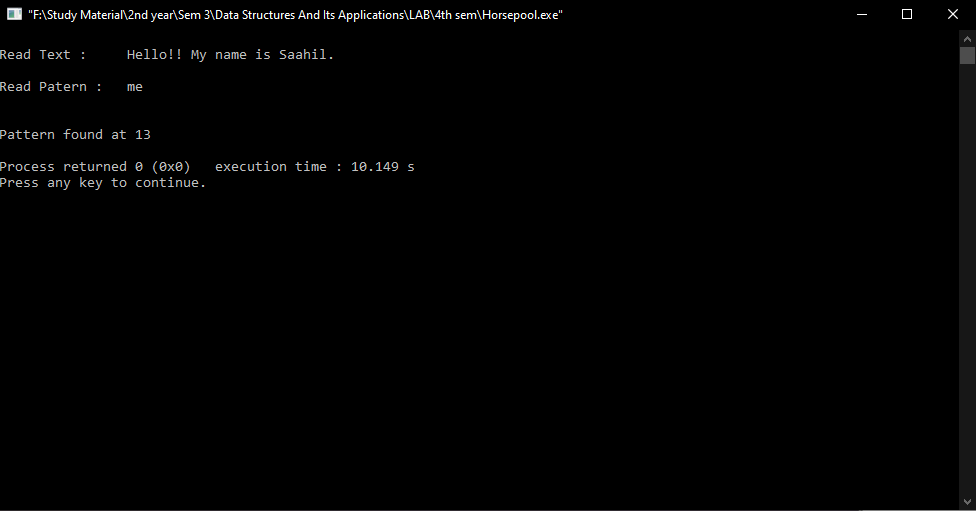 "F:\Study Material\2nd year\Sem 3\Data Structures And Its Applications\LAB\4th sem\Horsepool.exe"
Read Text :     Hello!! My name is Saahil.
Read Patern :   me
Pattern found at 13
Process returned 0 (0x0)   execution time : 10.149 s
Press any key to continue.